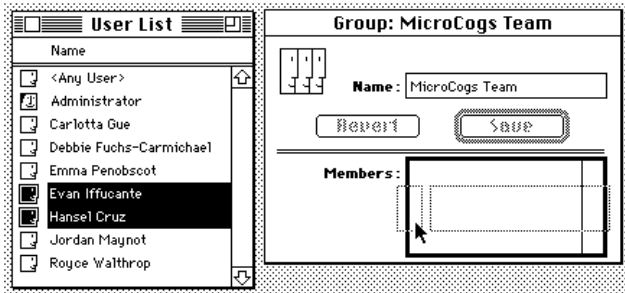 User List
Name
<Any User>
Administrator
Carlotta Gue
Debbie Fuchs-Carmichael
Emma Penobscot
Evan Iffucante
Hansel Cruz
Jordan Maynot
Royce Walthrop
Group: MicroCogs Team
Name: MicroCogs Team
Revert Save
Members: